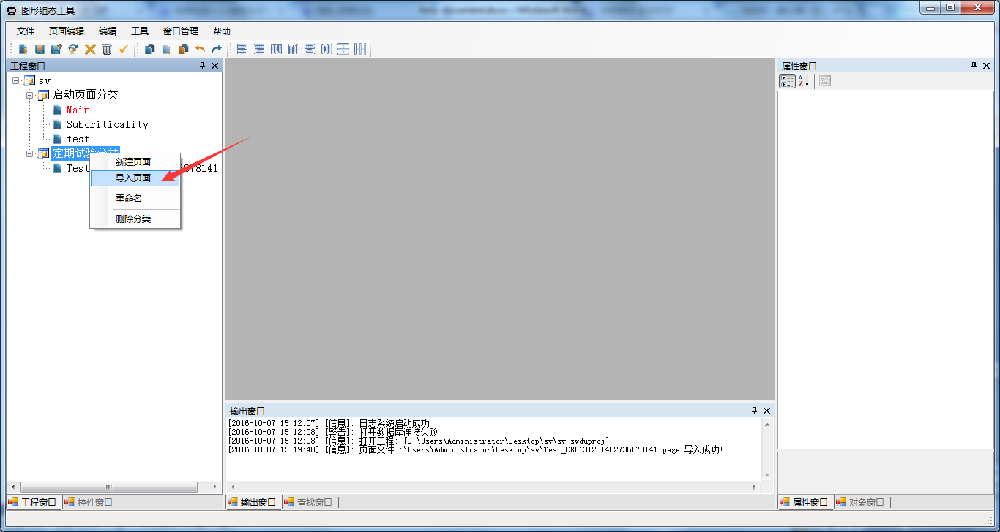 图形组态工具
文件 页面编辑 编辑 工具 窗口管理 帮助
工程窗口
sv
启动页面分类
Main
Subcriticality
test
定期试验分类
Test 878141
新建页面
导入页面
重命名
删除分类
工程窗口 控件窗口
输出窗口
[2016-10-07 15:12:07] [信息]: 日志系统启动成功
[2016-10-07 15:12:08] [警告]: 打开数据库连接失败
[2016-10-07 15:12:08] [信息]: 打开工程: [C:\Users\Administrator\Desktop\sv\sv.svduproj]
[2016-10-07 15:19:40] [信息]: 页面文件C:\Users\Administrator\Desktop\sv\Test_CRD131201402736878141.page 导入成功!
输出窗口 查找窗口
属性窗口
属性窗口 对象窗口